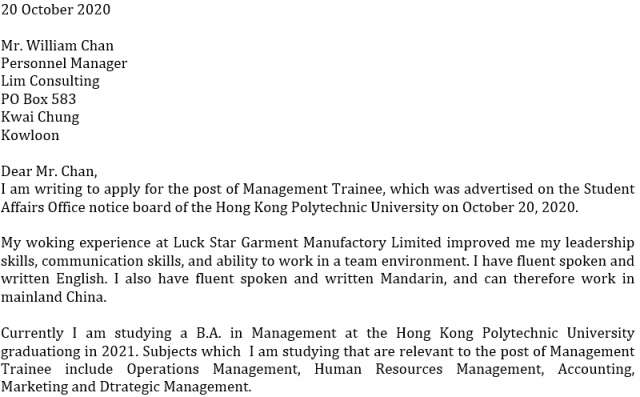 20 October 2020
Mr. William Chan
Personnel Manager
Lim Consulting
PO Box 583
Kwai Chung
Kowloon
Dear Mr. Chan,
I am writing to apply for the post of Management Trainee, which was advertised on the Student
Affairs Office notice board of the Hong Kong Polytechnic University on October 20, 2020.
My woking experience at Luck Star Garment Manufactory Limited improved me my leadership
skills, communication skills, and ability to work in a team environment. I have fluent spoken and
written English. I also have fluent spoken and written Mandarin, and can therefore work in
mainland China.
Currently I am studying a B.A. in Management at the Hong Kong Polytechnic University
graduationg in 2021. Subjects which I am studying that are relevant to the post of Management
Trainee include Operations Management, Human Resources Management, Accounting,
Marketing and Dtrategic Management.